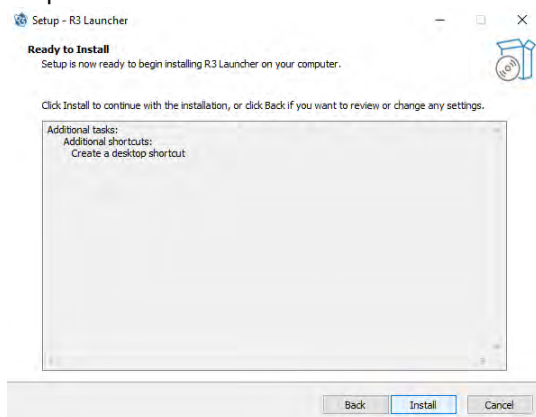 Setup - R3 Launcher
Ready to Install
Setup is now ready to begin installing R3 Launcher on your computer.
Click Install to continue with the installation, or click Back if you want to review or change any settings.
Additional tasks:
Additional shortcuts:
Create a desktop shortcut
Back Install Cancel